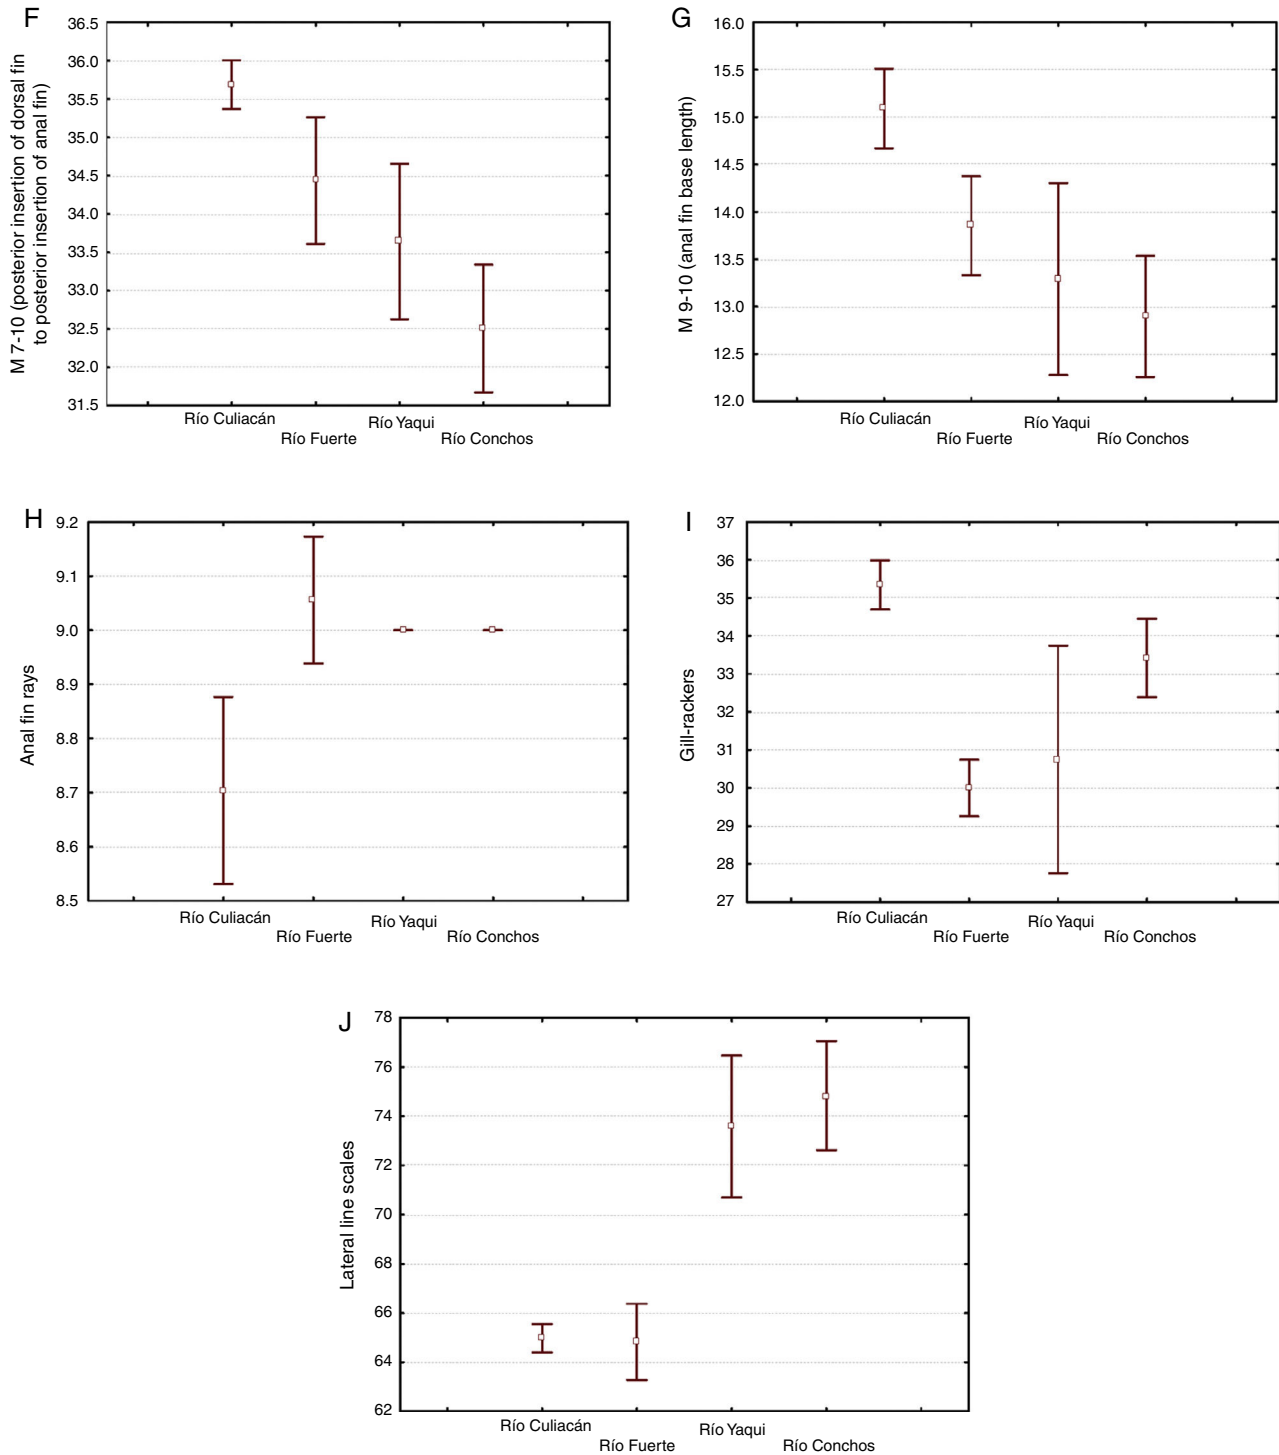 F
36.5
36.0
35.5
35.0
34.5
34.0
33.5
33.0
32.5
32.0
31.5
M 7-10 (posterior insertion of dorsal fin
to posterior insertion of anal fin)
Río Culiacán
Río Fuerte
Río Yaqui
Río Conchos
G
16.0
15.5
15.0
14.5
14.0
13.5
13.0
12.5
12.0
M 9-10 (anal fin base length)
Río Culiacán
Río Fuerte
Río Yaqui
Río Conchos
H
9.2
9.1
9.0
8.9
8.8
8.7
8.6
8.5
Anal fin rays
Río Culiacán
Río Fuerte
Río Yaqui
Río Conchos
I
37
36
35
34
33
32
31
30
29
28
27
Gill-rackers
Río Culiacán
Río Fuerte
Río Yaqui
Río Conchos
J
78
76
74
72
70
68
66
64
62
Lateral line scales
Río Culiacán
Río Fuerte
Río Yaqui
Río Conchos